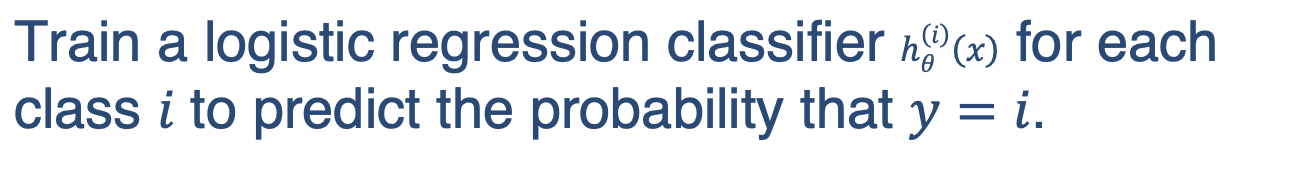 Train a logistic regression classifier h_θ^(i)(x) for each
class i to predict the probability that y = i.